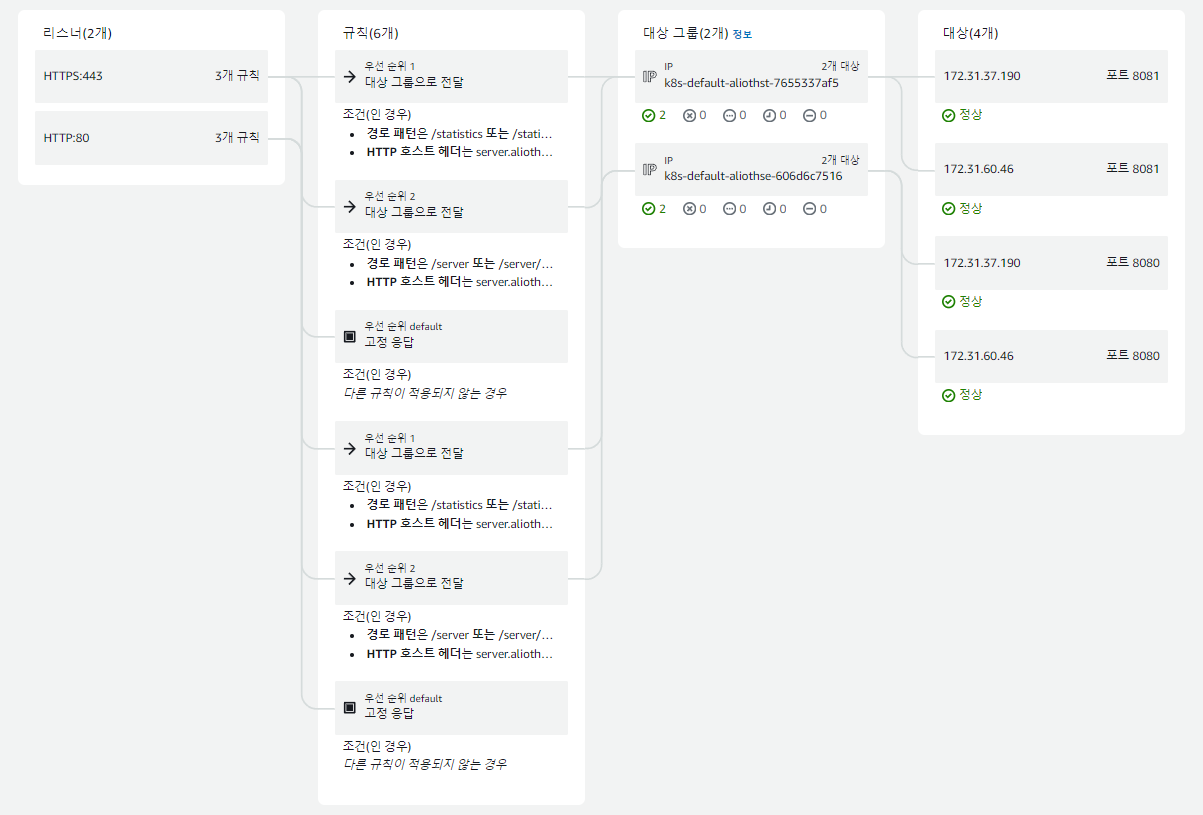 리스너(2개)
HTTPS:443 3개 규칙
HTTP:80 3개 규칙
규칙(6개)
우선 순위 1
대상 그룹으로 전달
조건(인 경우)
경로 패턴은 /statistics 또는 /stati...
HTTP 호스트 헤더는 server.alioth...
우선 순위 2
대상 그룹으로 전달
조건(인 경우)
경로 패턴은 /server 또는 /server/...
HTTP 호스트 헤더는 server.alioth...
우선 순위 default
고정 응답
조건(인 경우)
다른 규칙이 적용되지 않는 경우
우선 순위 1
대상 그룹으로 전달
조건(인 경우)
경로 패턴은 /statistics 또는 /stati...
HTTP 호스트 헤더는 server.alioth...
우선 순위 2
대상 그룹으로 전달
조건(인 경우)
경로 패턴은 /server 또는 /server/...
HTTP 호스트 헤더는 server.alioth...
우선 순위 default
고정 응답
조건(인 경우)
다른 규칙이 적용되지 않는 경우
대상 그룹(2개) 정보
IP 2개 대상
k8s-default-aliothst-7655337af5
2 0 0 0 0
IP 2개 대상
k8s-default-aliothse-606d6c7516
2 0 0 0 0
대상(4개)
172.31.37.190 포트 8081
정상
172.31.60.46 포트 8081
정상
172.31.37.190 포트 8080
정상
172.31.60.46 포트 8080
정상